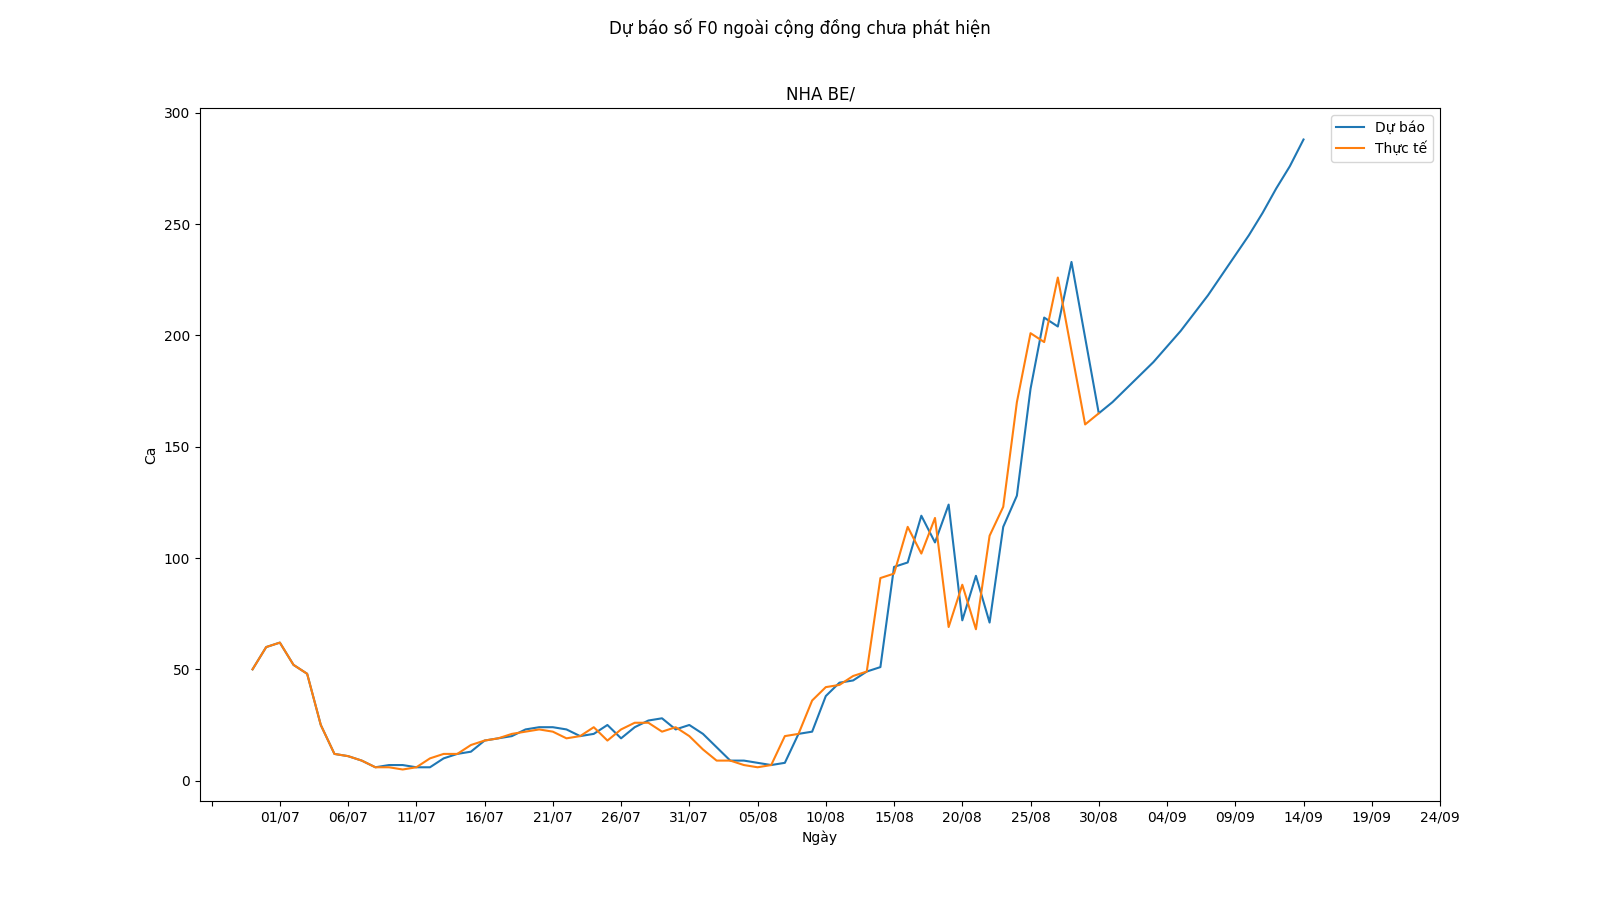 Dự báo số F0 ngoài cộng đồng chưa phát hiện
NHA BE/
300
250
200
150
100
50
0
Ca
Dự báo
Thực tế
01/07 06/07 11/07 16/07 21/07 26/07 31/07 05/08 10/08 15/08 20/08 25/08 30/08 04/09 09/09 14/09 19/09 24/09
Ngày